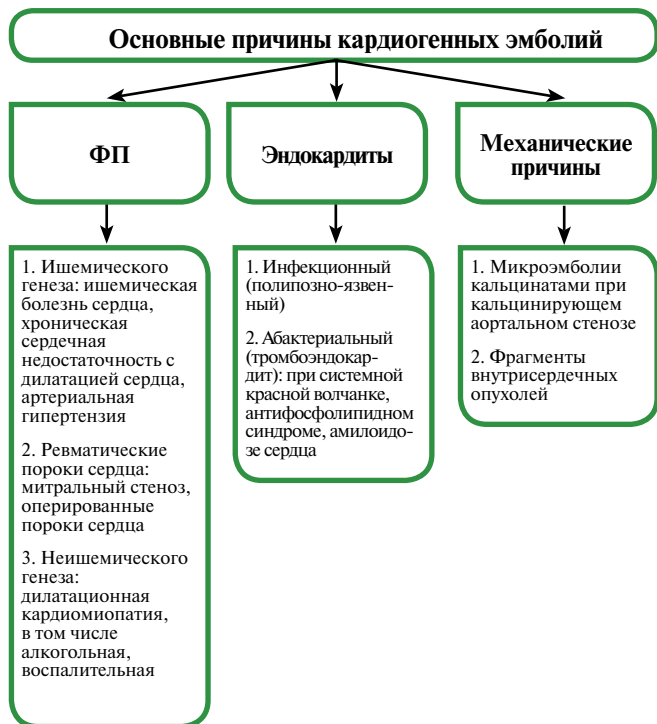 Основные причины кардиогенных эмболий
ФП
Эндокардиты
Механические
причины
1. Ишемического
генеза: ишемическая
болезнь сердца,
хроническая
сердечная
недостаточность с
дилатацией сердца,
артериальная
гипертензия
2. Ревматические
пороки сердца:
митральный стеноз,
оперированные
пороки сердца
3. Неишемического
генеза:
дилатационная
кардиомиопатия,
в том числе
алкогольная,
воспалительная
1. Инфекционный
(полипозно-язвен-
ный)
2. Абактериальный
(тромбоэндокар-
дит): при системной
красной волчанке,
антифосфолипидном
синдроме, амилоидо-
зе сердца
1. Микроэмболии
кальцинатами при
кальцинирующем
аортальном стенозе
2. Фрагменты
внутрисердечных
опухолей